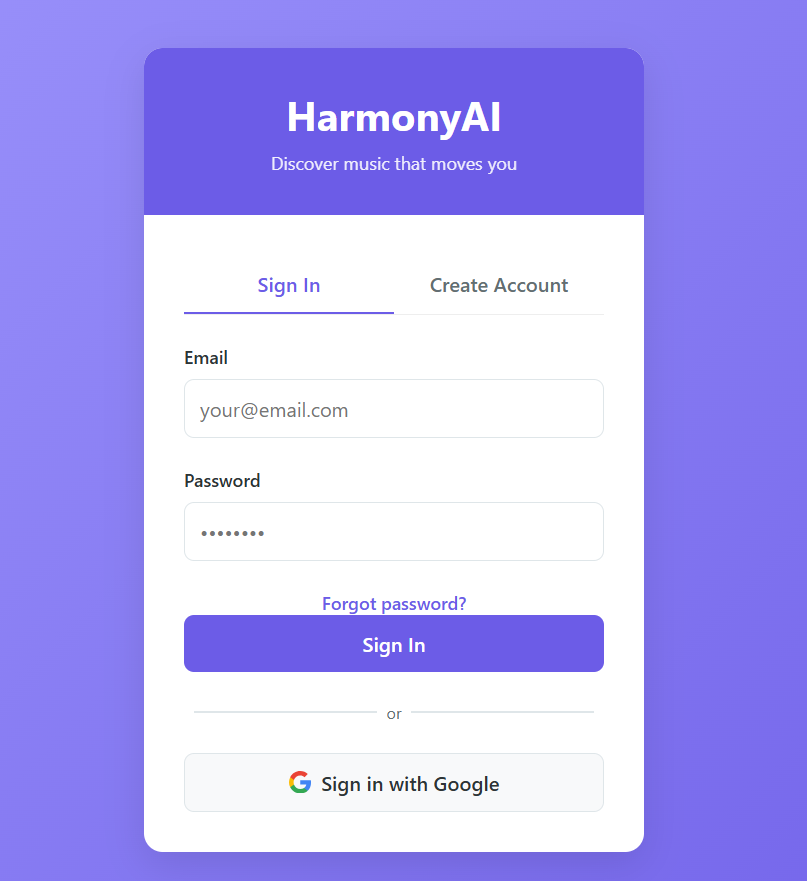 HarmonyAI
Discover music that moves you
Sign In
Create Account
Email
your@email.com
Password
••••••••
Forgot password?
Sign In
or
Sign in with Google